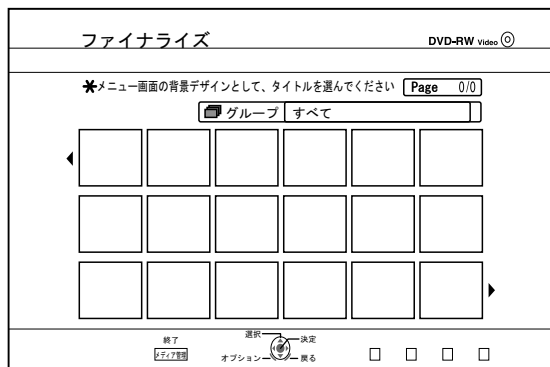 ファイナライズ
DVD-RW Video
メニュー画面の背景デザインとして、タイトルを選んでください
Page 0/0
グループ すべて
終了
メディア管理
選択
決定
オプション
戻る